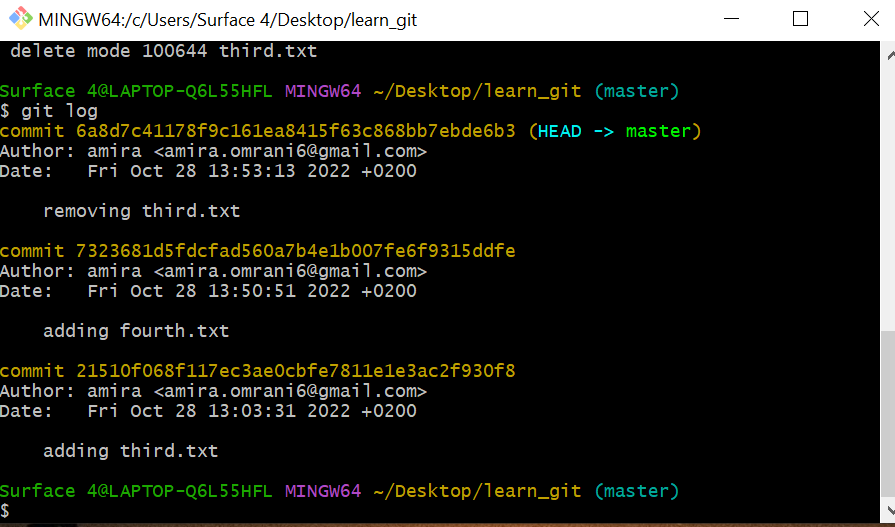 MINGW64:/c/Users/Surface 4/Desktop/learn_git
delete mode 100644 third.txt
Surface 4@LAPTOP-Q6L55HFL MINGW64 ~/Desktop/learn_git (master)
$ git log
commit 6a8d7c41178f9c161ea8415f63c868bb7ebde6b3 (HEAD -> master)
Author: amira <amira.omrani6@gmail.com>
Date:   Fri Oct 28 13:53:13 2022 +0200
    removing third.txt
commit 7323681d5fdcfad560a7b4e1b007fe6f9315ddfe
Author: amira <amira.omrani6@gmail.com>
Date:   Fri Oct 28 13:50:51 2022 +0200
    adding fourth.txt
commit 21510f068f117ec3ae0cbfe7811e1e3ac2f930f8
Author: amira <amira.omrani6@gmail.com>
Date:   Fri Oct 28 13:03:31 2022 +0200
    adding third.txt
Surface 4@LAPTOP-Q6L55HFL MINGW64 ~/Desktop/learn_git (master)
$